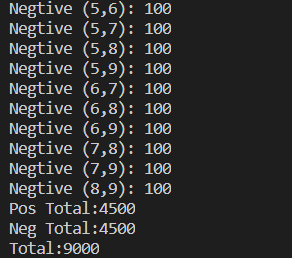 Negtive (5,6): 100
Negtive (5,7): 100
Negtive (5,8): 100
Negtive (5,9): 100
Negtive (6,7): 100
Negtive (6,8): 100
Negtive (6,9): 100
Negtive (7,8): 100
Negtive (7,9): 100
Negtive (8,9): 100
Pos Total:4500
Neg Total:4500
Total:9000